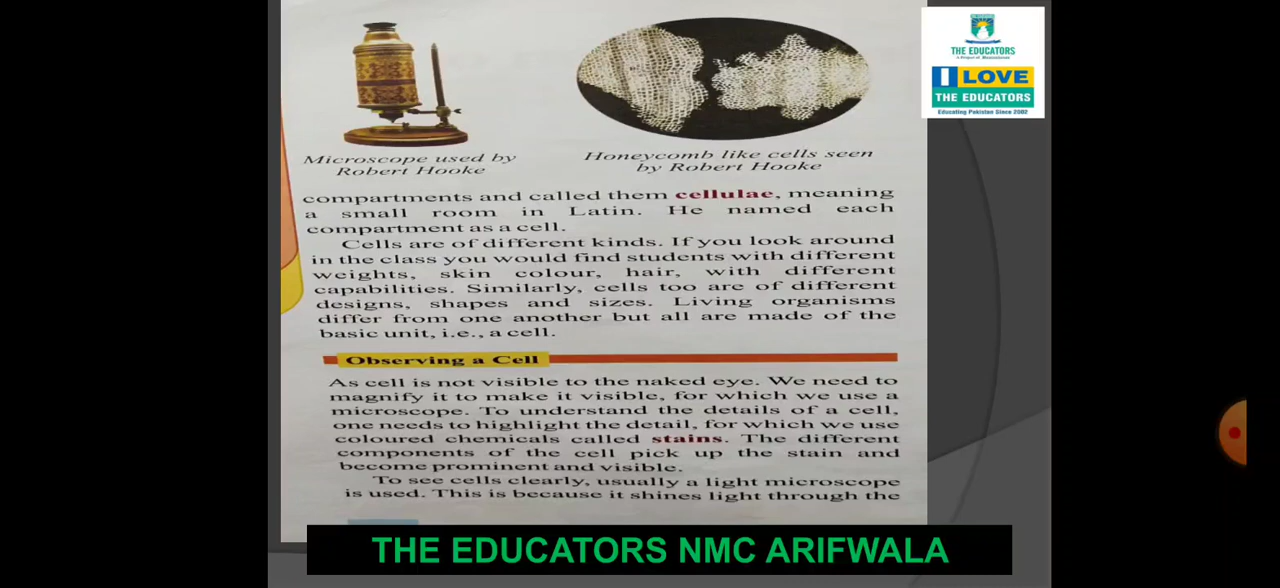 THE EDUCATORS
A Project of Beaconhouse
I LOVE
THE EDUCATORS
Educating Pakistan Since 2002
Microscope used by
Robert Hooke
Honeycomb like cells seen
by Robert Hooke
compartments and called them cellulae, meaning
a small room in Latin. He named each
compartment as a cell.
Cells are of different kinds. If you look around
in the class you would find students with different
weights, skin colour, hair, with different
capabilities. Similarly, cells too are of different
designs, shapes and sizes. Living organisms
differ from one another but all are made of the
basic unit, i.e., a cell.
Observing a Cell
As cell is not visible to the naked eye. We need to
magnify it to make it visible, for which we use a
microscope. To understand the details of a cell,
one needs to highlight the detail, for which we use
coloured chemicals called stains. The different
components of the cell pick up the stain and
become prominent and visible.
To see cells clearly, usually a light microscope
is used. This is because it shines light through the
THE EDUCATORS NMC ARIFWALA